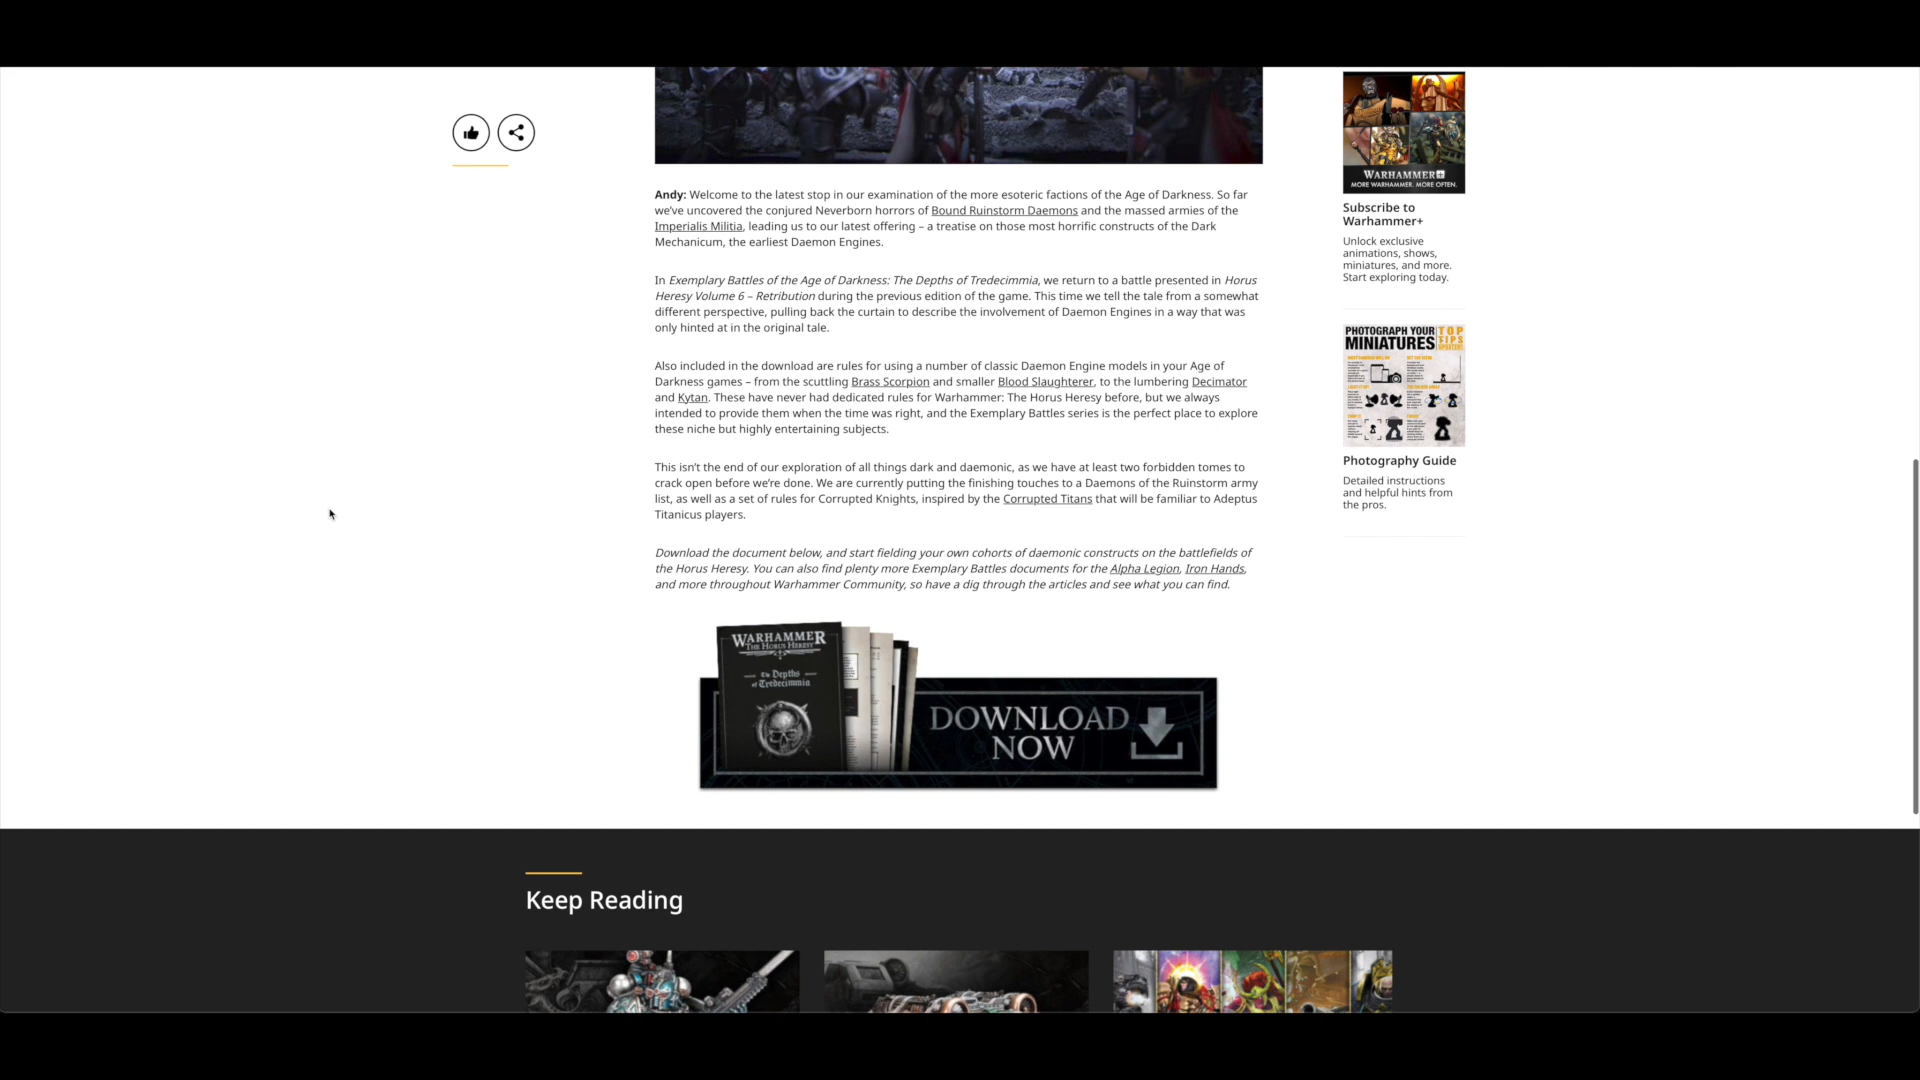 Andy: Welcome to the latest stop in our examination of the more esoteric factions of the Age of Darkness. So far
we've uncovered the conjured Neverborn horrors of Bound Ruinstorm Daemons and the massed armies of the
Imperialis Militia, leading us to our latest offering – a treatise on those most horrific constructs of the Dark
Mechanicum, the earliest Daemon Engines.
In Exemplary Battles of the Age of Darkness: The Depths of Tredecimmia, we return to a battle presented in Horus
Heresy Volume 6 – Retribution during the previous edition of the game. This time we tell the tale from a somewhat
different perspective, pulling back the curtain to describe the involvement of Daemon Engines in a way that was
only hinted at in the original tale.
Also included in the download are rules for using a number of classic Daemon Engine models in your Age of
Darkness games – from the scuttling Brass Scorpion and smaller Blood Slaughterer, to the lumbering Decimator
and Kytan. These have never had dedicated rules for Warhammer: The Horus Heresy before, but we always
intended to provide them when the time was right, and the Exemplary Battles series is the perfect place to explore
these niche but highly entertaining subjects.
This isn't the end of our exploration of all things dark and daemonic, as we have at least two forbidden tomes to
crack open before we're done. We are currently putting the finishing touches to a Daemons of the Ruinstorm army
list, as well as a set of rules for Corrupted Knights, inspired by the Corrupted Titans that will be familiar to Adeptus
Titanicus players.
Download the document below, and start fielding your own cohorts of daemonic constructs on the battlefields of
the Horus Heresy. You can also find plenty more Exemplary Battles documents for the Alpha Legion, Iron Hands,
and more throughout Warhammer Community, so have a dig through the articles and see what you can find.
WARHAMMER
THE HORUS HERESY
The Depths
of Tredecimmia
DOWNLOAD
NOW
WARHAMMER+
MORE WARHAMMER. MORE OFTEN.
Subscribe to
Warhammer+
Unlock exclusive
animations, shows,
miniatures, and more.
Start exploring today.
PHOTOGRAPH YOUR
MINIATURES
TOP
TIPS
Photography Guide
Detailed instructions
and helpful hints from
the pros.
Keep Reading